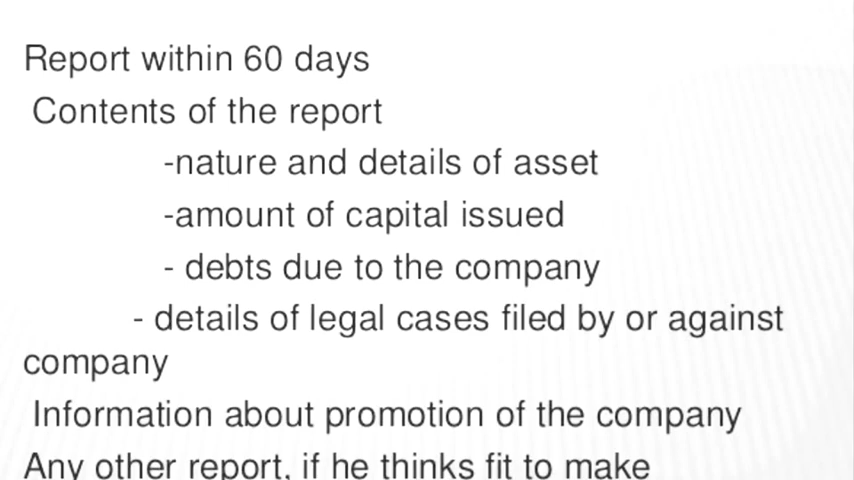 Report within 60 days
Contents of the report
-nature and details of asset
-amount of capital issued
- debts due to the company
- details of legal cases filed by or against
company
Information about promotion of the company
Any other report, if he thinks fit to make